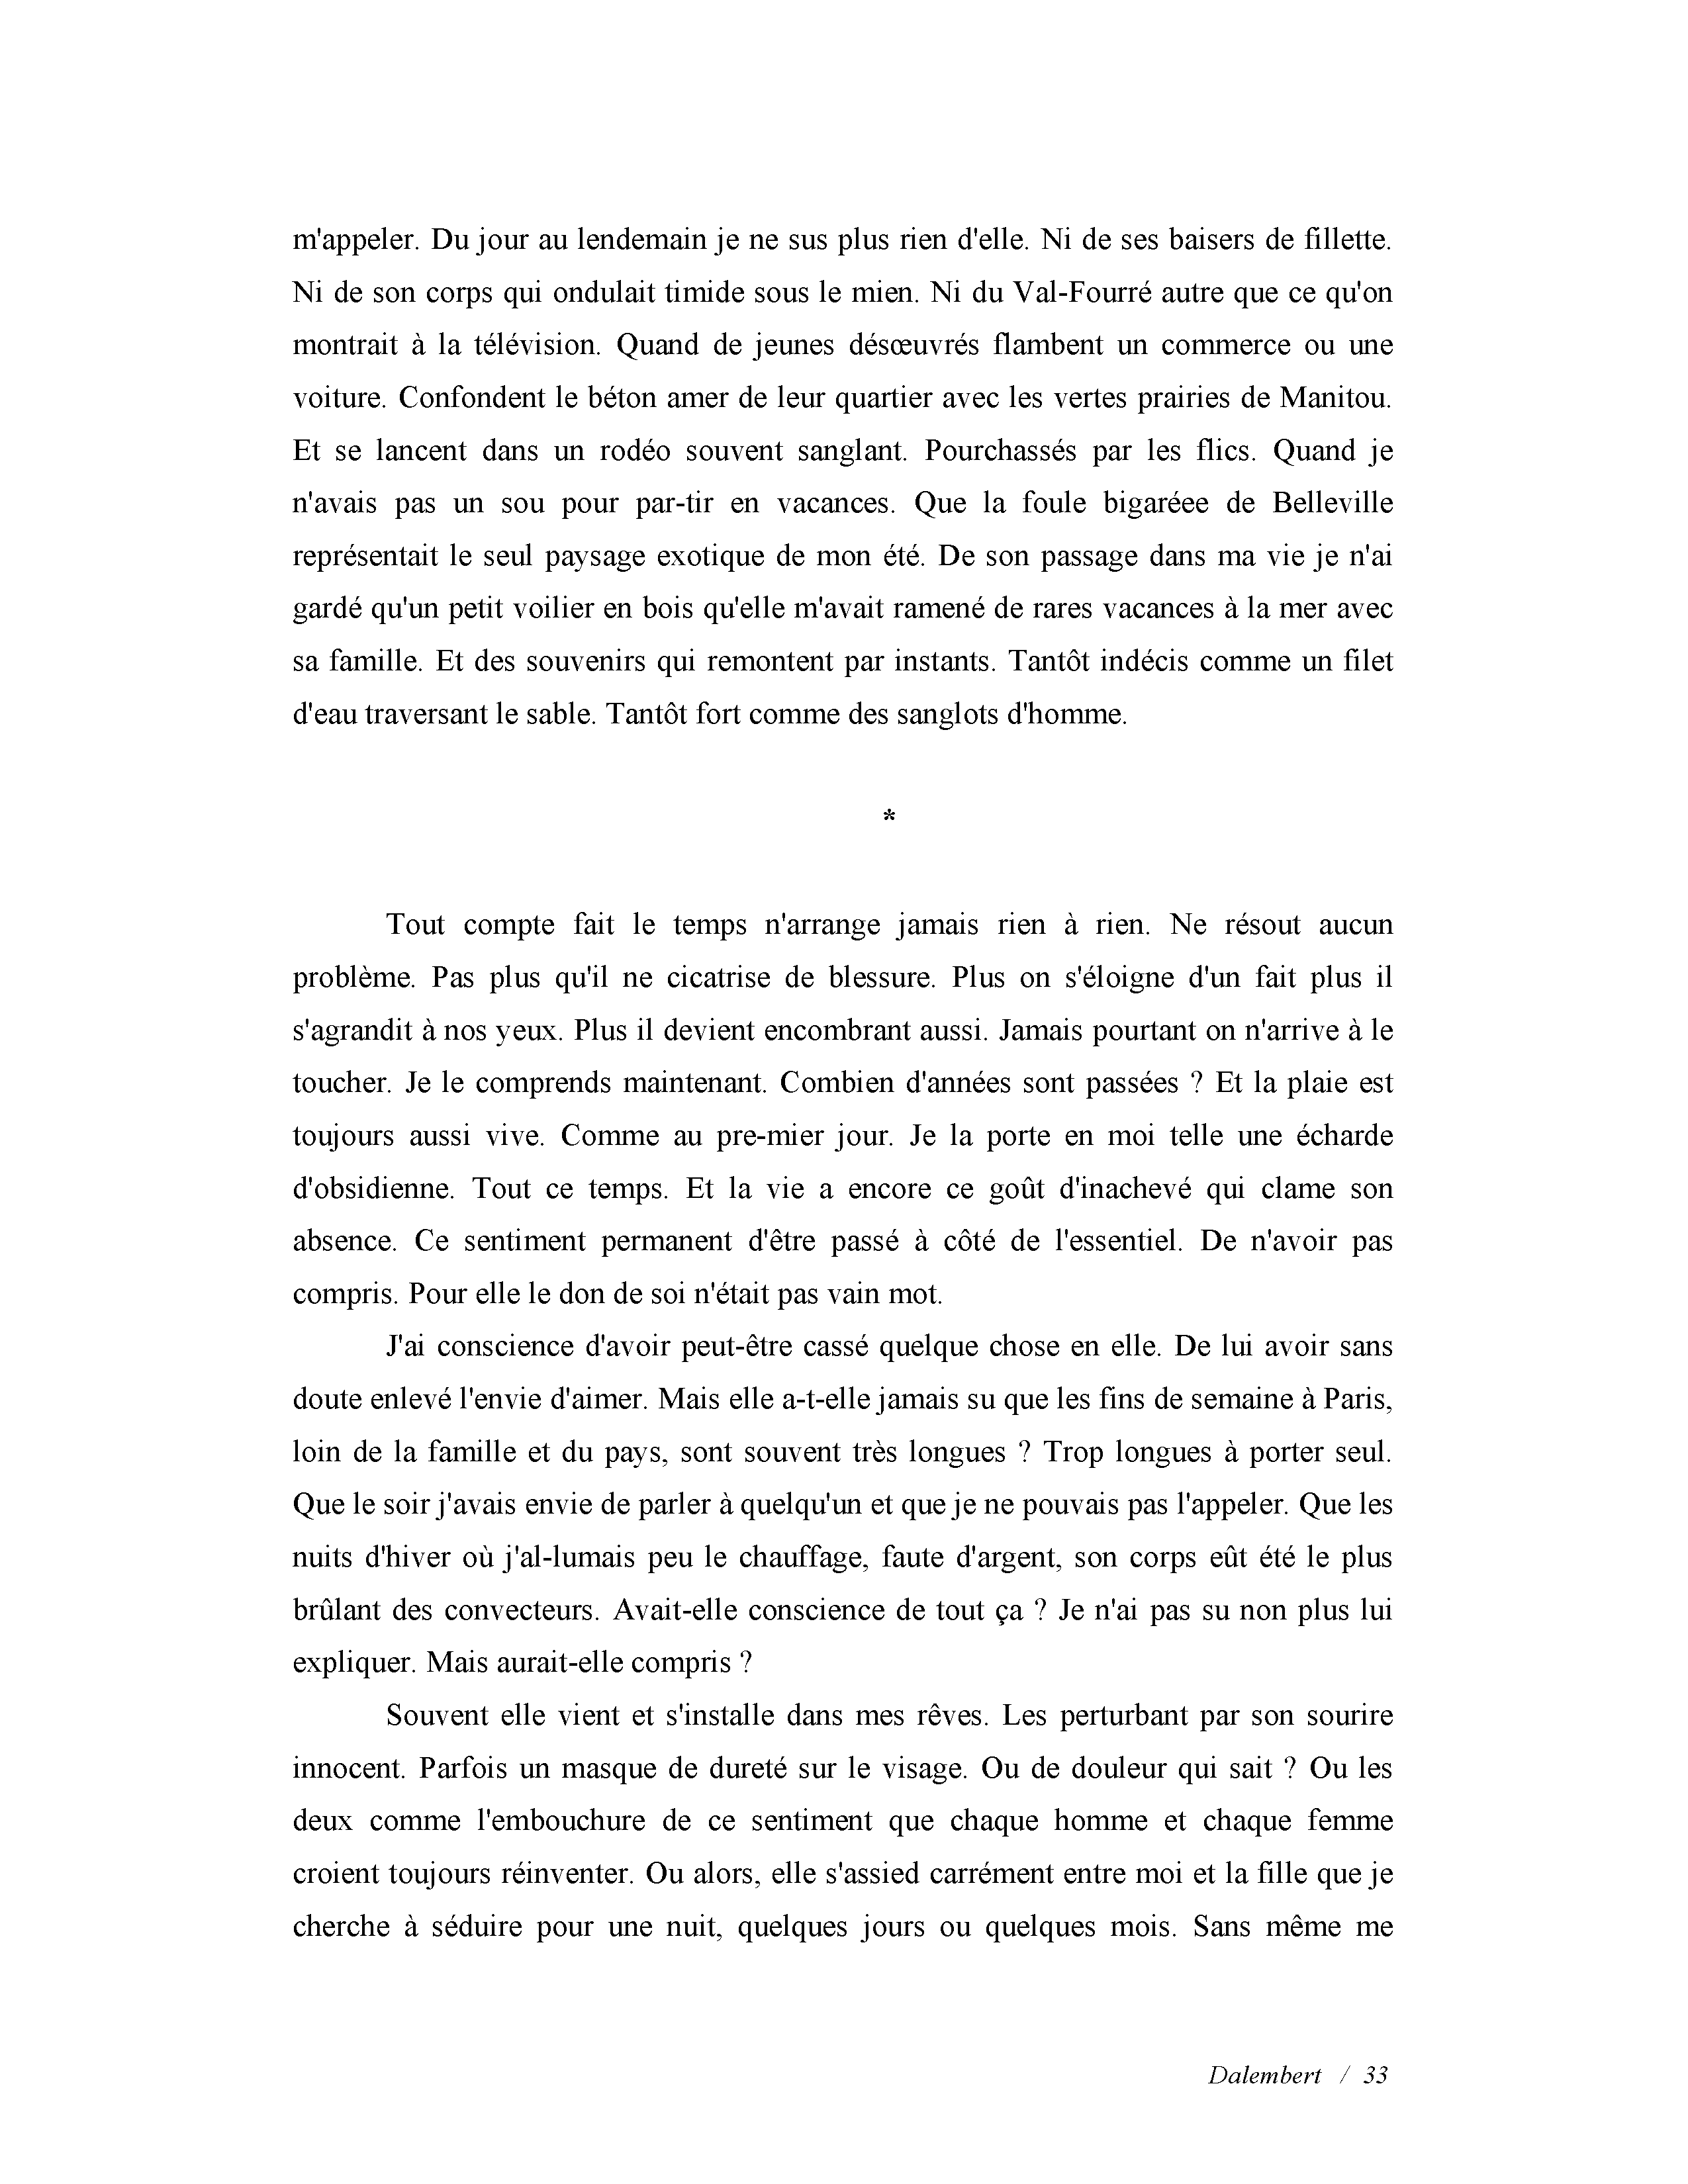 m'appeler. Du jour au lendemain je ne sus plus rien d'elle. Ni de ses baisers de fillette.
Ni de son corps qui ondulait timide sous le mien. Ni du Val-Fourré autre que ce qu'on
montrait à la télévision. Quand de jeunes désœuvrés flambent un commerce ou une
voiture. Confondent le béton amer de leur quartier avec les vertes prairies de Manitou.
Et se lancent dans un rodéo souvent sanglant. Pourchassés par les flics. Quand je
n'avais pas un sou pour par-tir en vacances. Que la foule bigaréee de Belleville
représentait le seul paysage exotique de mon été. De son passage dans ma vie je n'ai
gardé qu'un petit voilier en bois qu'elle m'avait ramené de rares vacances à la mer avec
sa famille. Et des souvenirs qui remontent par instants. Tantôt indécis comme un filet
d'eau traversant le sable. Tantôt fort comme des sanglots d'homme.
*
Tout compte fait le temps n'arrange jamais rien à rien. Ne résout aucun
problème. Pas plus qu'il ne cicatrise de blessure. Plus on s'éloigne d'un fait plus il
s'agrandit à nos yeux. Plus il devient encombrant aussi. Jamais pourtant on n'arrive à le
toucher. Je le comprends maintenant. Combien d'années sont passées ? Et la plaie est
toujours aussi vive. Comme au pre-mier jour. Je la porte en moi telle une écharde
d'obsidienne. Tout ce temps. Et la vie a encore ce goût d'inachevé qui clame son
absence. Ce sentiment permanent d'être passé à côté de l'essentiel. De n'avoir pas
compris. Pour elle le don de soi n'était pas vain mot.
J'ai conscience d'avoir peut-être cassé quelque chose en elle. De lui avoir sans
doute enlevé l'envie d'aimer. Mais elle a-t-elle jamais su que les fins de semaine à Paris,
loin de la famille et du pays, sont souvent très longues ? Trop longues à porter seul.
Que le soir j'avais envie de parler à quelqu'un et que je ne pouvais pas l'appeler. Que les
nuits d'hiver où j'al-lumais peu le chauffage, faute d'argent, son corps eût été le plus
brûlant des convecteurs. Avait-elle conscience de tout ça ? Je n'ai pas su non plus lui
expliquer. Mais aurait-elle compris ?
Souvent elle vient et s'installe dans mes rêves. Les perturbant par son sourire
innocent. Parfois un masque de dureté sur le visage. Ou de douleur qui sait ? Ou les
deux comme l'embouchure de ce sentiment que chaque homme et chaque femme
croient toujours réinventer. Ou alors, elle s'assied carrément entre moi et la fille que je
cherche à séduire pour une nuit, quelques jours ou quelques mois. Sans même me
Dalembert / 33